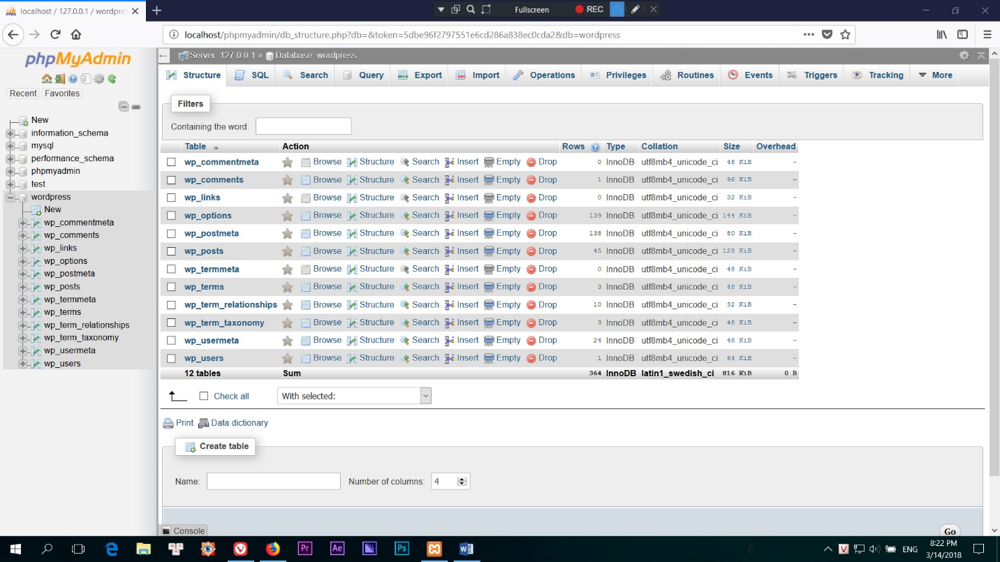 localhost / 127.0.0.1 / wordpres
Fullscreen REC
localhost/phpmyadmin/db_structure.php?db=&token=5dbe96f2797551e6cd286a838ec0cda2&db=wordpress
phpMyAdmin
Recent Favorites
New
information_schema
mysql
performance_schema
phpmyadmin
test
wordpress
New
wp_commentmeta
wp_comments
wp_links
wp_options
wp_postmeta
wp_posts
wp_termmeta
wp_terms
wp_term_relationships
wp_term_taxonomy
wp_usermeta
wp_users
Server: 127.0.0.1 » Database: wordpress
Structure SQL Search Query Export Import Operations Privileges Routines Events Triggers Tracking More
Filters
Containing the word:
Table Action Rows Type Collation Size Overhead
wp_commentmeta Browse Structure Search Insert Empty Drop 0 InnoDB utf8mb4_unicode_ci 48 KiB -
wp_comments Browse Structure Search Insert Empty Drop 1 InnoDB utf8mb4_unicode_ci 96 KiB -
wp_links Browse Structure Search Insert Empty Drop 0 InnoDB utf8mb4_unicode_ci 32 KiB -
wp_options Browse Structure Search Insert Empty Drop 139 InnoDB utf8mb4_unicode_ci 144 KiB -
wp_postmeta Browse Structure Search Insert Empty Drop 138 InnoDB utf8mb4_unicode_ci 80 KiB -
wp_posts Browse Structure Search Insert Empty Drop 45 InnoDB utf8mb4_unicode_ci 128 KiB -
wp_termmeta Browse Structure Search Insert Empty Drop 0 InnoDB utf8mb4_unicode_ci 48 KiB -
wp_terms Browse Structure Search Insert Empty Drop 3 InnoDB utf8mb4_unicode_ci 48 KiB -
wp_term_relationships Browse Structure Search Insert Empty Drop 10 InnoDB utf8mb4_unicode_ci 32 KiB -
wp_term_taxonomy Browse Structure Search Insert Empty Drop 3 InnoDB utf8mb4_unicode_ci 48 KiB -
wp_usermeta Browse Structure Search Insert Empty Drop 24 InnoDB utf8mb4_unicode_ci 48 KiB -
wp_users Browse Structure Search Insert Empty Drop 1 InnoDB utf8mb4_unicode_ci 64 KiB -
12 tables Sum 364 InnoDB latin1_swedish_ci 816 KiB 0 B
Check all With selected:
Print Data dictionary
Create table
Name: Number of columns: 4
Console
Go
Pr Ae Ps
ENG
8:22 PM
3/14/2018